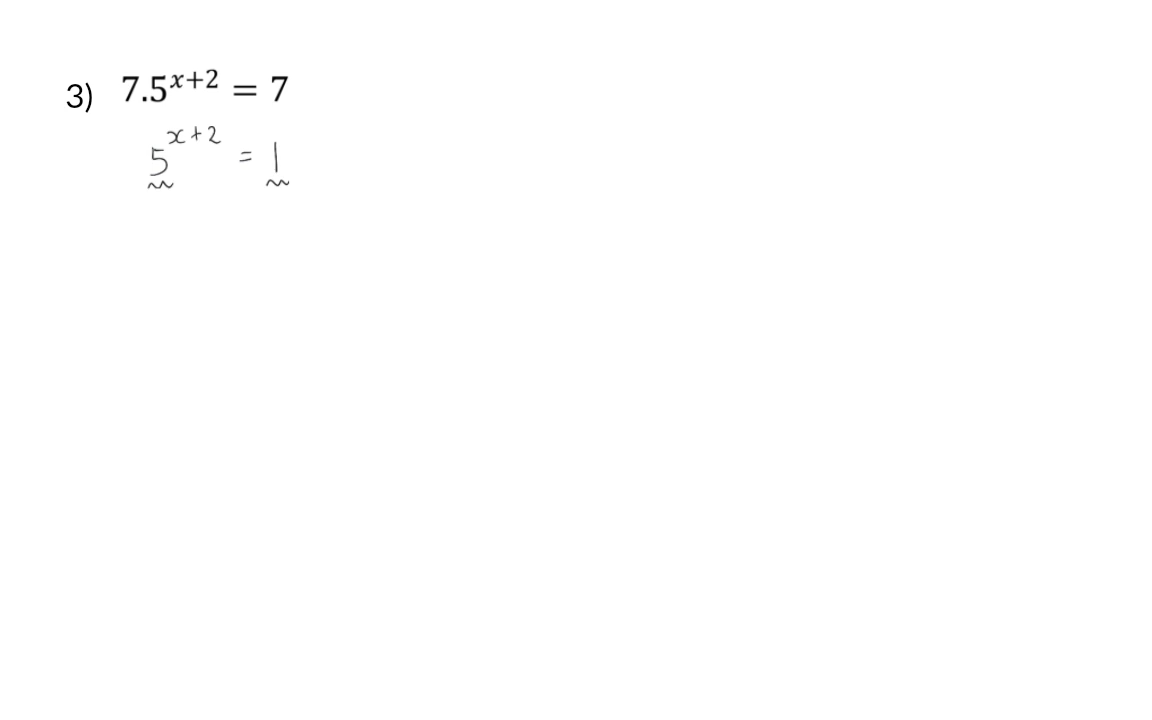 3) 7.5^{x+2} = 7
5^{x+2} = 1